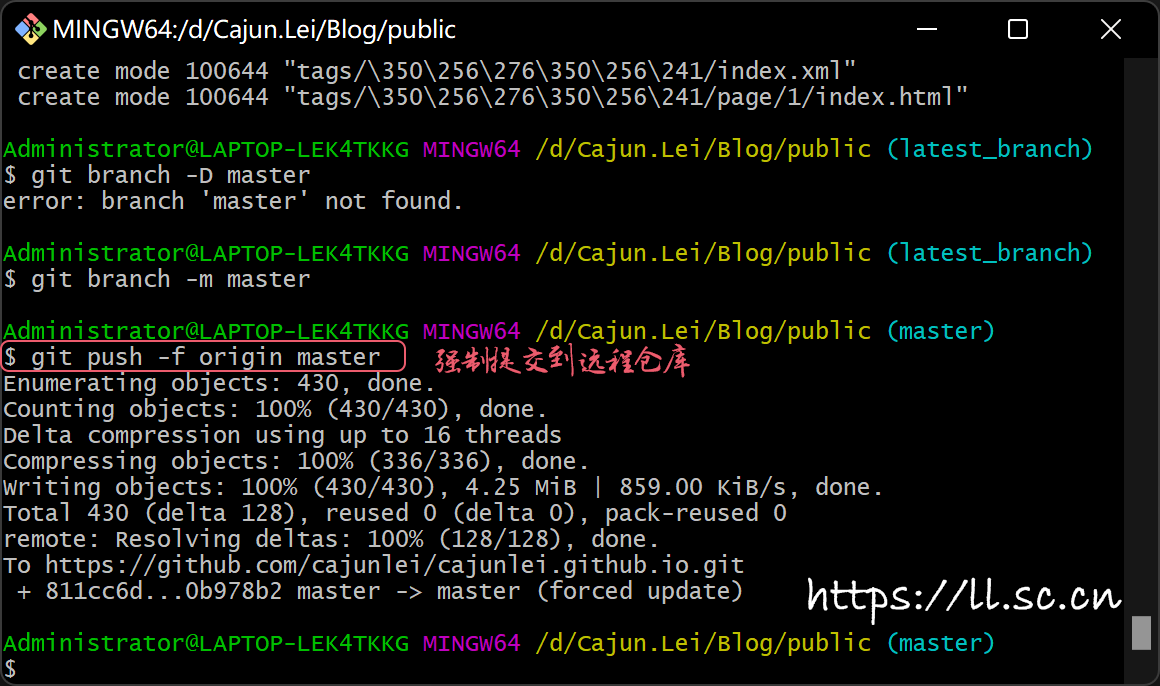 MINGW64:/d/Cajun.Lei/Blog/public
create mode 100644 "tags/\350\256\276\350\256\241/index.xml"
create mode 100644 "tags/\350\256\276\350\256\241/page/1/index.html"
Administrator@LAPTOP-LEK4TKKG MINGW64 /d/Cajun.Lei/Blog/public (latest_branch)
$ git branch -D master
error: branch 'master' not found.
Administrator@LAPTOP-LEK4TKKG MINGW64 /d/Cajun.Lei/Blog/public (latest_branch)
$ git branch -m master
Administrator@LAPTOP-LEK4TKKG MINGW64 /d/Cajun.Lei/Blog/public (master)
$ git push -f origin master 强制提交到远程仓库
Enumerating objects: 430, done.
Counting objects: 100% (430/430), done.
Delta compression using up to 16 threads
Compressing objects: 100% (336/336), done.
Writing objects: 100% (430/430), 4.25 MiB | 859.00 KiB/s, done.
Total 430 (delta 128), reused 0 (delta 0), pack-reused 0
remote: Resolving deltas: 100% (128/128), done.
To https://github.com/cajunlei/cajunlei.github.io.git
+ 811cc6d...0b978b2 master -> master (forced update)
https://ll.sc.cn
Administrator@LAPTOP-LEK4TKKG MINGW64 /d/Cajun.Lei/Blog/public (master)
$